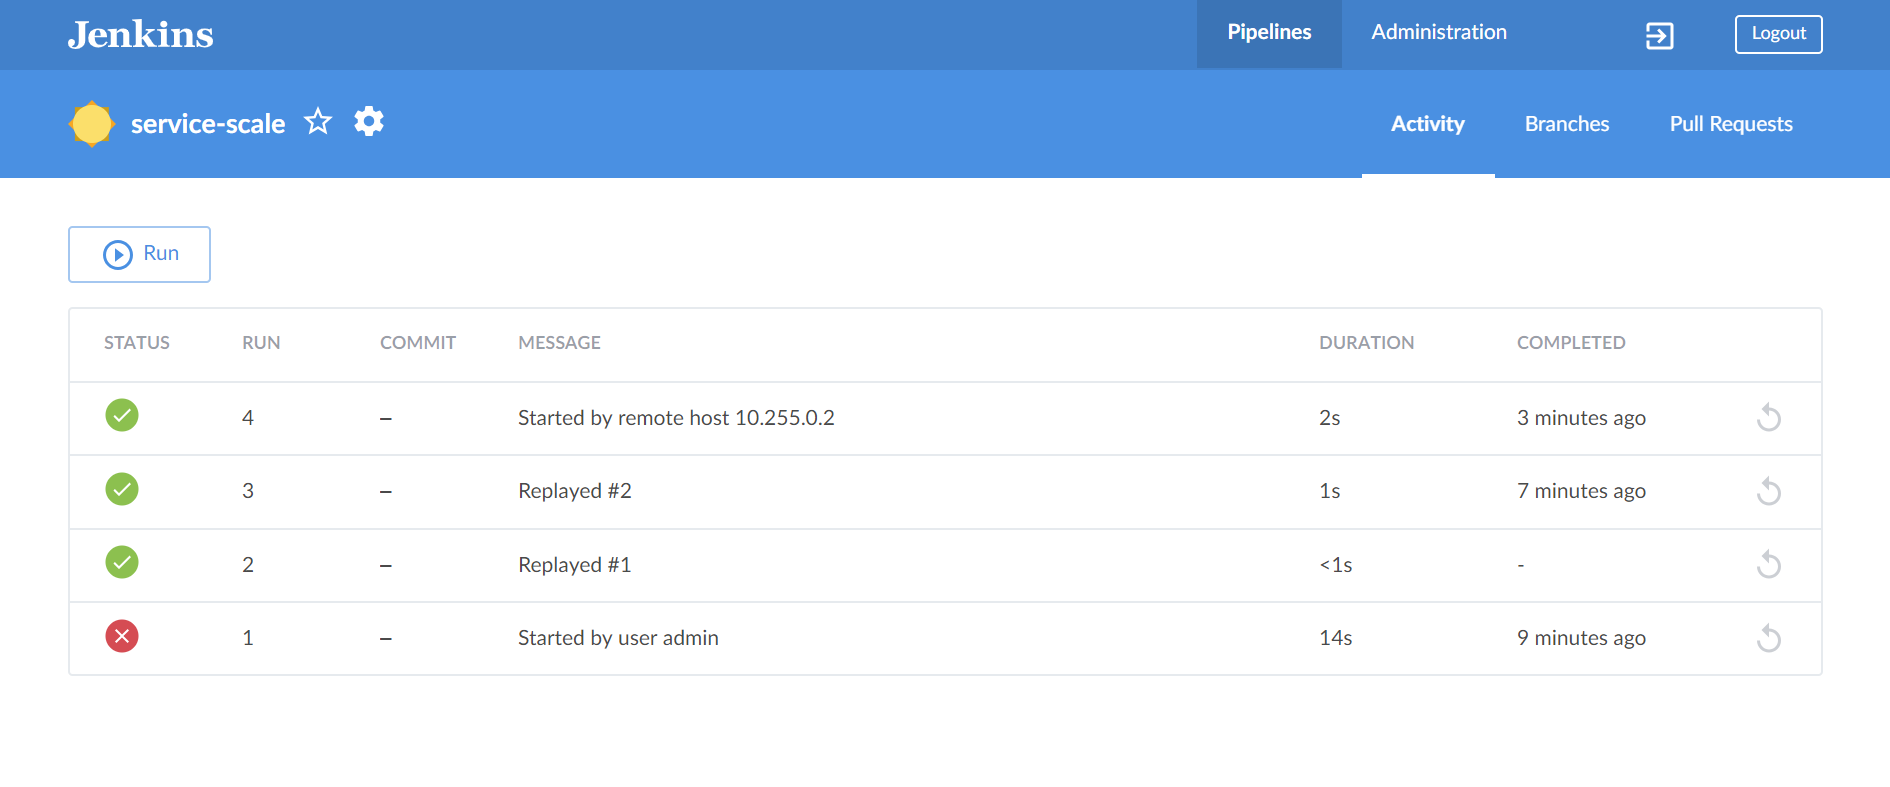 Jenkins Pipelines Administration Logout
service-scale Activity Branches Pull Requests
Run
STATUS RUN COMMIT MESSAGE DURATION COMPLETED
4 – Started by remote host 10.255.0.2 2s 3 minutes ago
3 – Replayed #2 1s 7 minutes ago
2 – Replayed #1 <1s -
1 – Started by user admin 14s 9 minutes ago